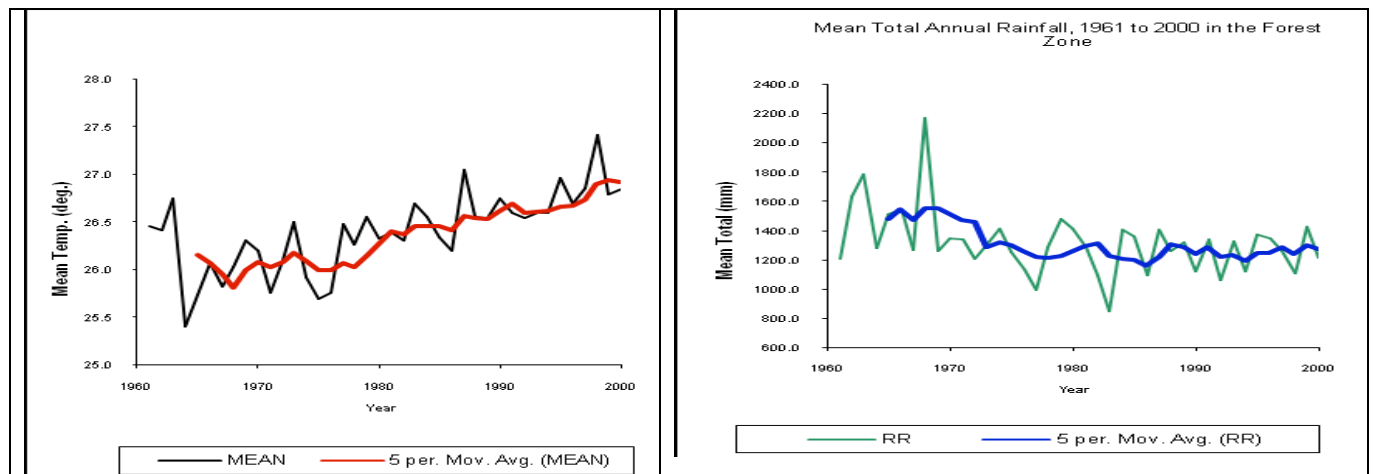 28.0
27.5
27.0
26.5
26.0
25.5
25.0
Mean Temp. (deg.)
1960 1970 1980 1990 2000
Year
MEAN 5 per. Mov. Avg. (MEAN)
Mean Total Annual Rainfall, 1961 to 2000 in the Forest
Zone
2400.0
2200.0
2000.0
1800.0
1600.0
1400.0
1200.0
1000.0
800.0
600.0
Mean Total (mm)
1960 1970 1980 1990 2000
Year
RR 5 per. Mov. Avg. (RR)